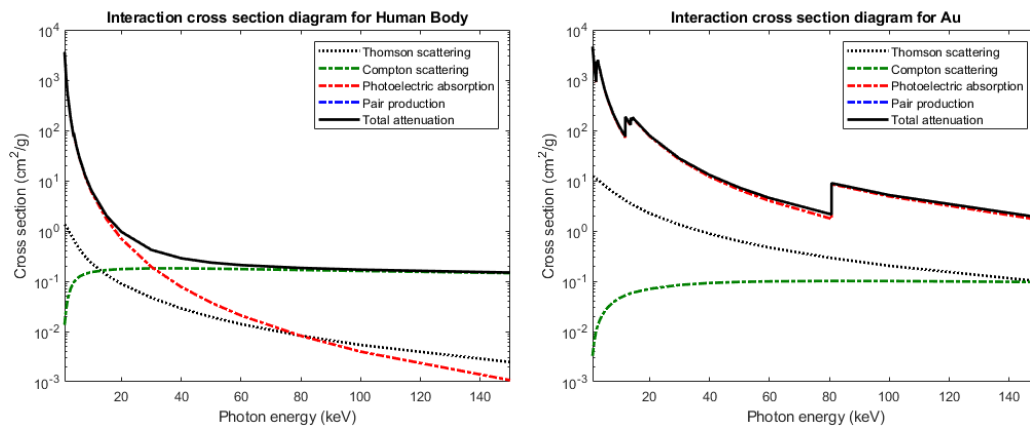 Interaction cross section diagram for Human Body
10^4
10^3
10^2
10^1
10^0
10^-1
10^-2
10^-3
Cross section (cm^2/g)
Thomson scattering
Compton scattering
Photoelectric absorption
Pair production
Total attenuation
20 40 60 80 100 120 140
Photon energy (keV)
Interaction cross section diagram for Au
10^4
10^3
10^2
10^1
10^0
10^-1
10^-2
10^-3
Cross section (cm^2/g)
Thomson scattering
Compton scattering
Photoelectric absorption
Pair production
Total attenuation
20 40 60 80 100 120 140
Photon energy (keV)